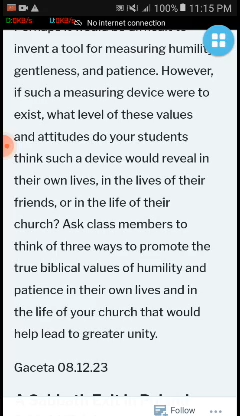 100% 11:15 PM
No internet connection
invent a tool for measuring humility,
gentleness, and patience. However,
if such a measuring device were to
exist, what level of these values
and attitudes do your students
think such a device would reveal in
their own lives, in the lives of their
friends, or in the life of their
church? Ask class members to
think of three ways to promote the
true biblical values of humility and
patience in their own lives and in
the life of your church that would
help lead to greater unity.
Gaceta 08.12.23
Follow